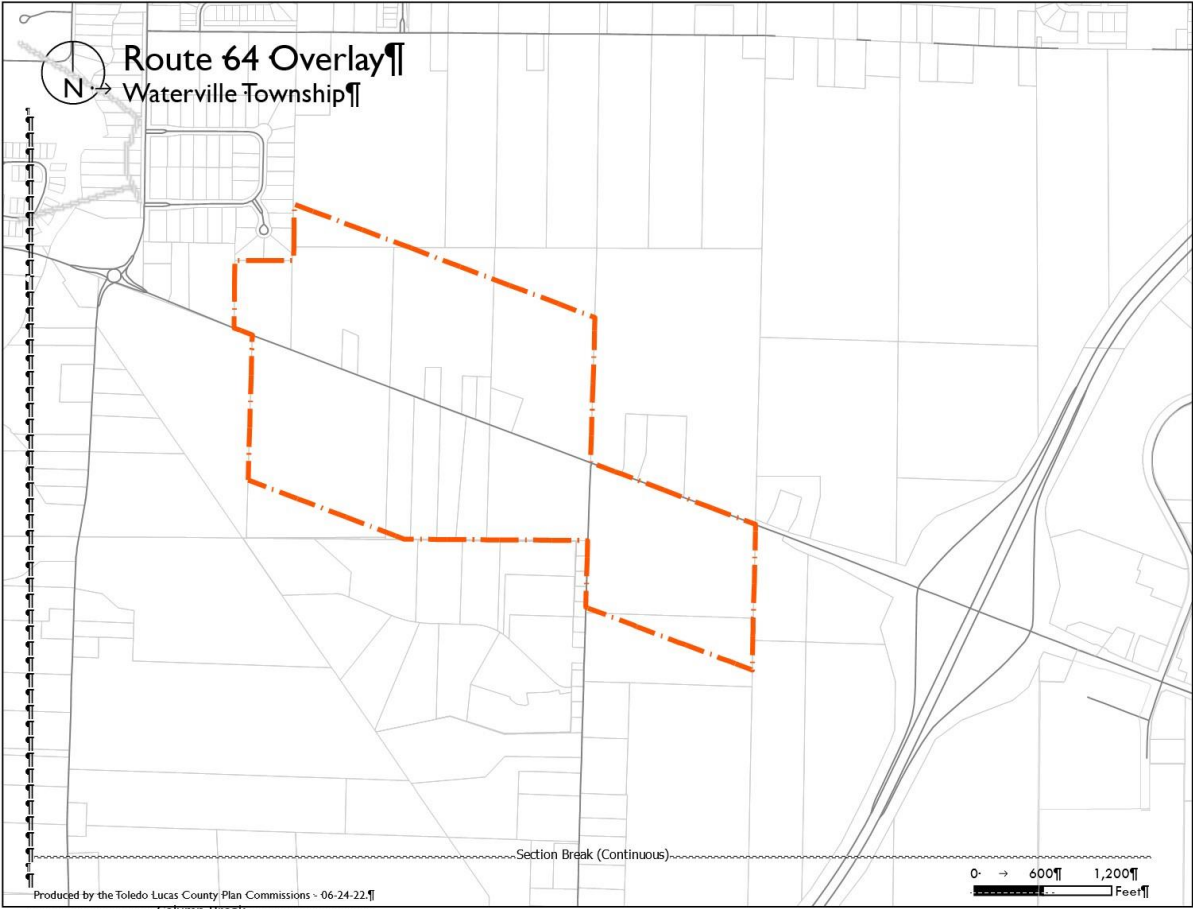 Route 64 Overlay¶
Waterville Township¶
N
Section Break (Continuous)
0 → 600¶ 1,200¶
Feet¶
Produced by the Toledo Lucas County Plan Commissions - 06-24-22.¶